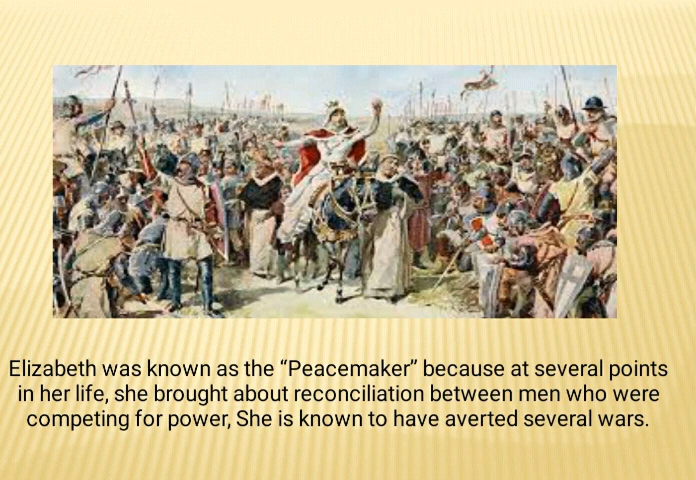 Elizabeth was known as the “Peacemaker” because at several points
in her life, she brought about reconciliation between men who were
competing for power, She is known to have averted several wars.